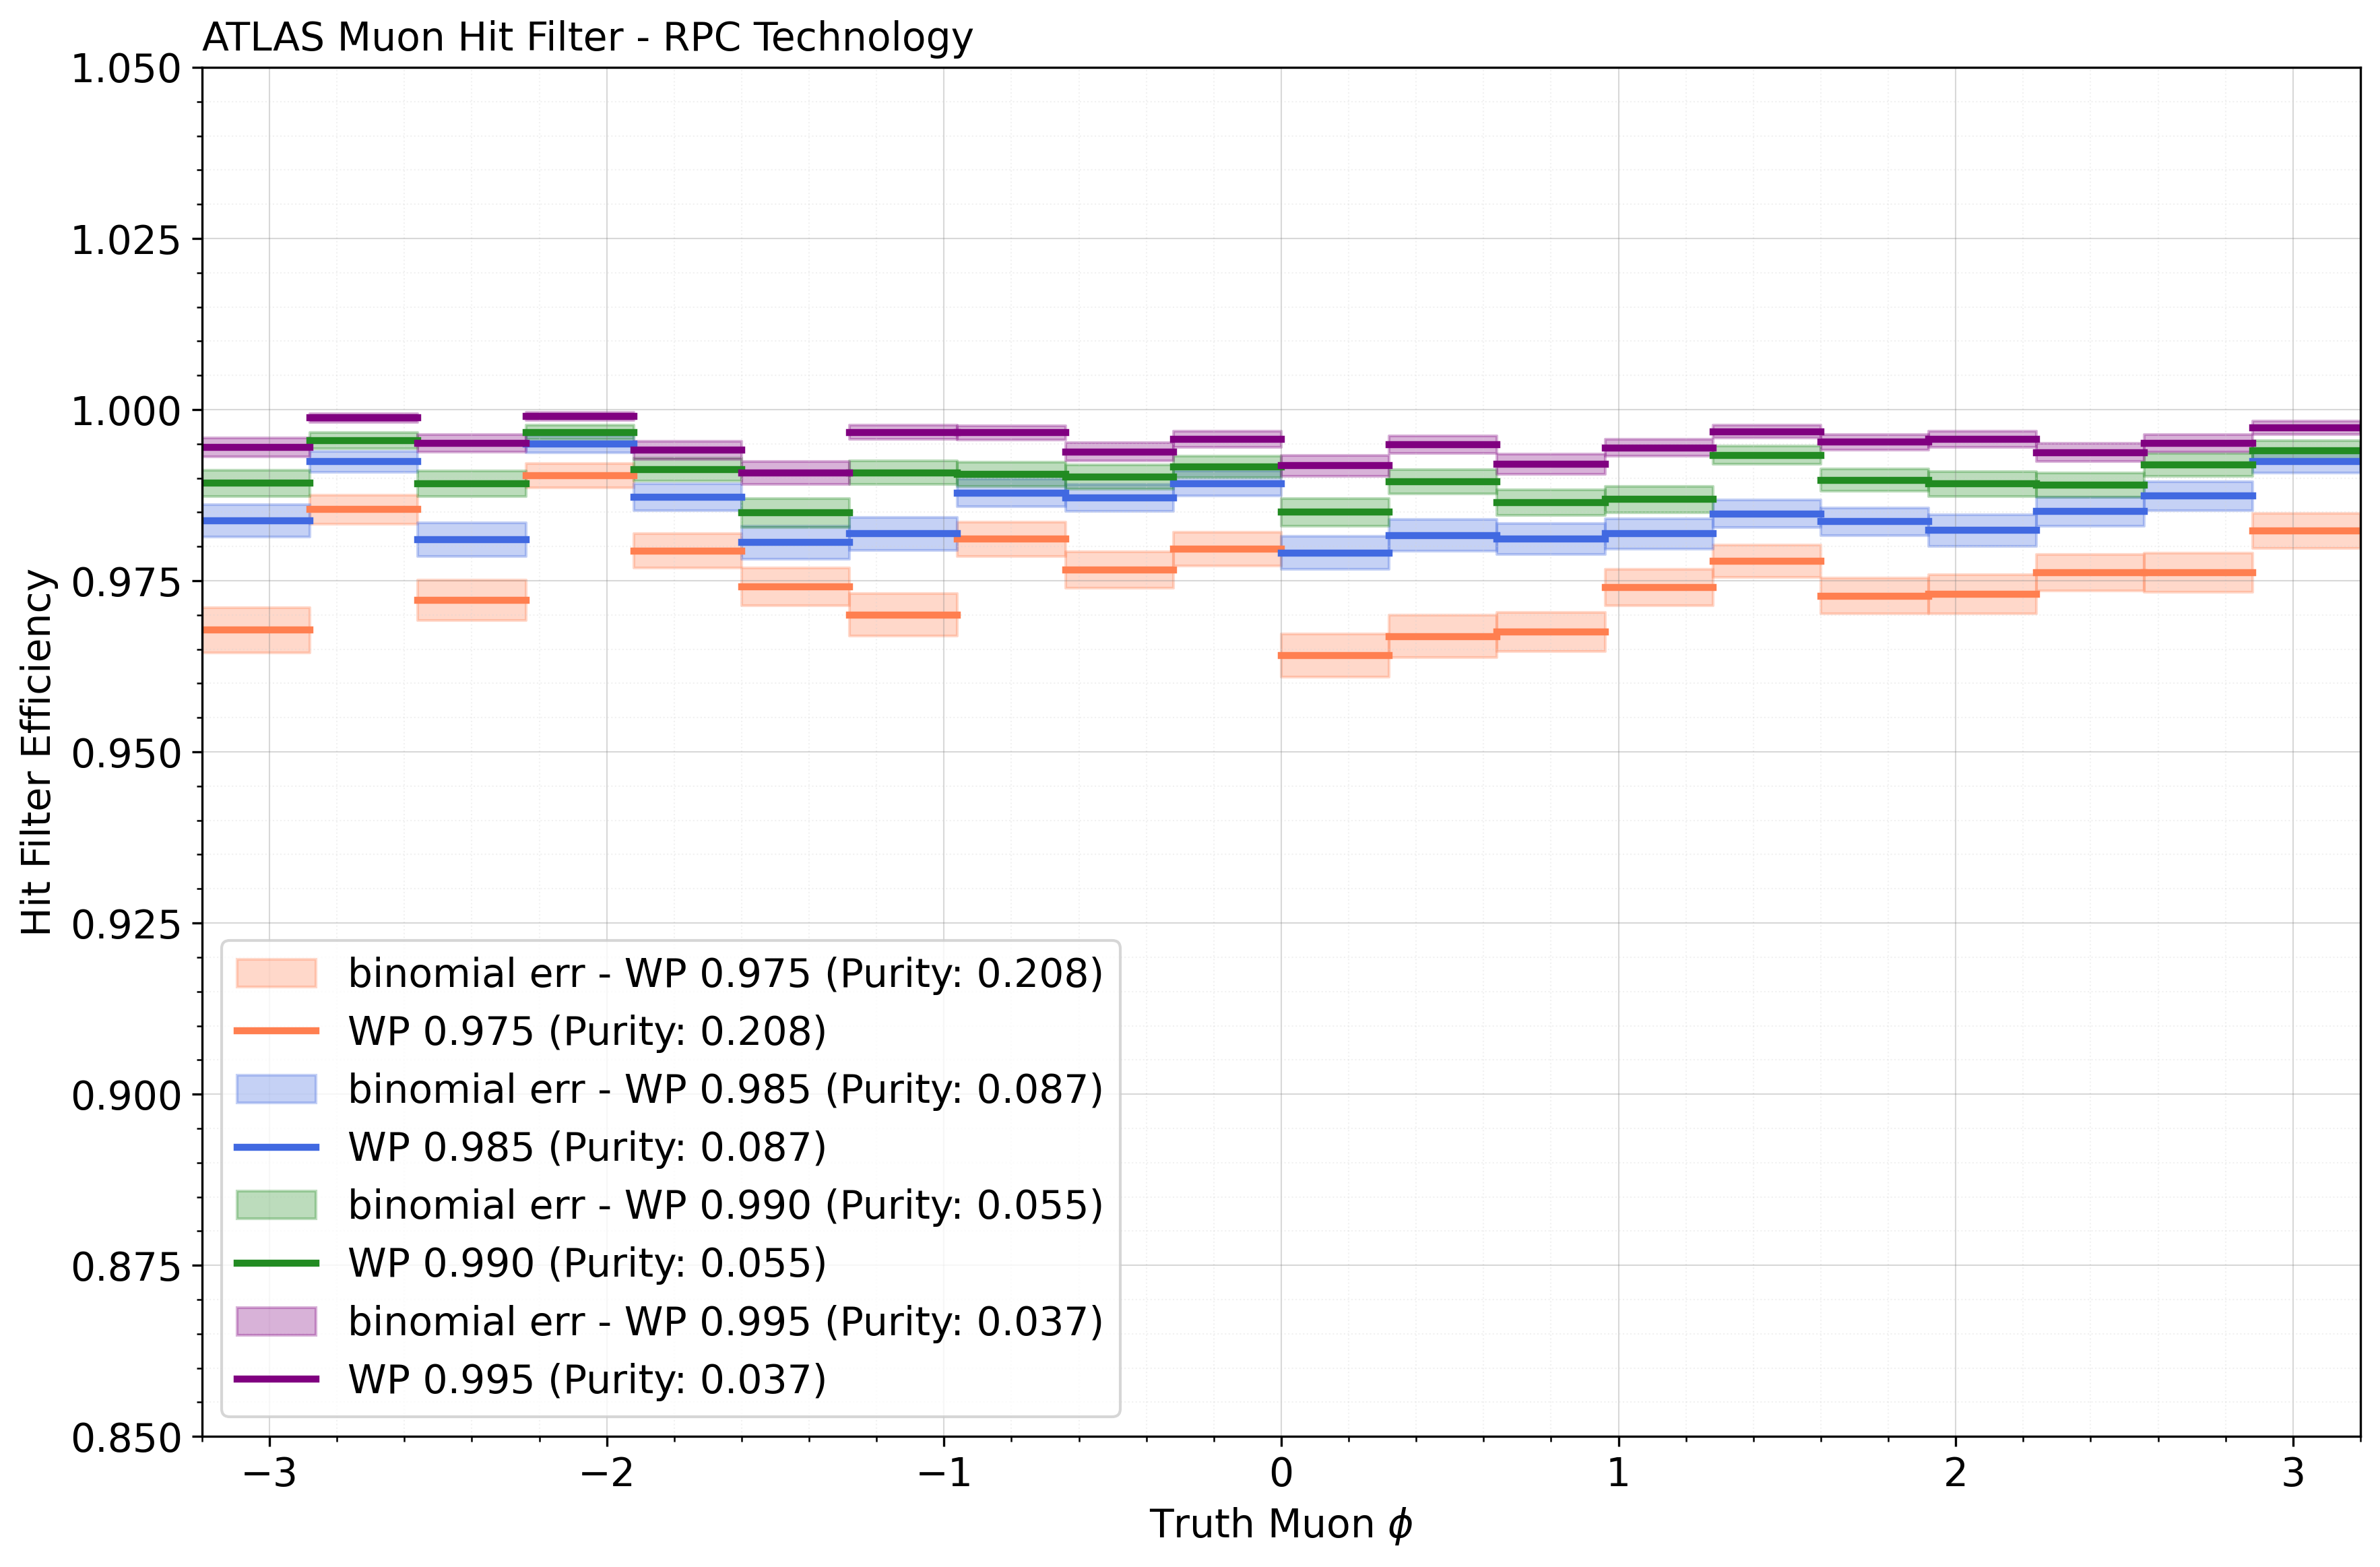 ATLAS Muon Hit Filter - RPC Technology
1.050
1.025
1.000
0.975
0.950
0.925
0.900
0.875
0.850
Hit Filter Efficiency
binomial err - WP 0.975 (Purity: 0.208)
WP 0.975 (Purity: 0.208)
binomial err - WP 0.985 (Purity: 0.087)
WP 0.985 (Purity: 0.087)
binomial err - WP 0.990 (Purity: 0.055)
WP 0.990 (Purity: 0.055)
binomial err - WP 0.995 (Purity: 0.037)
WP 0.995 (Purity: 0.037)
−3 −2 −1 0 1 2 3
Truth Muon ϕ